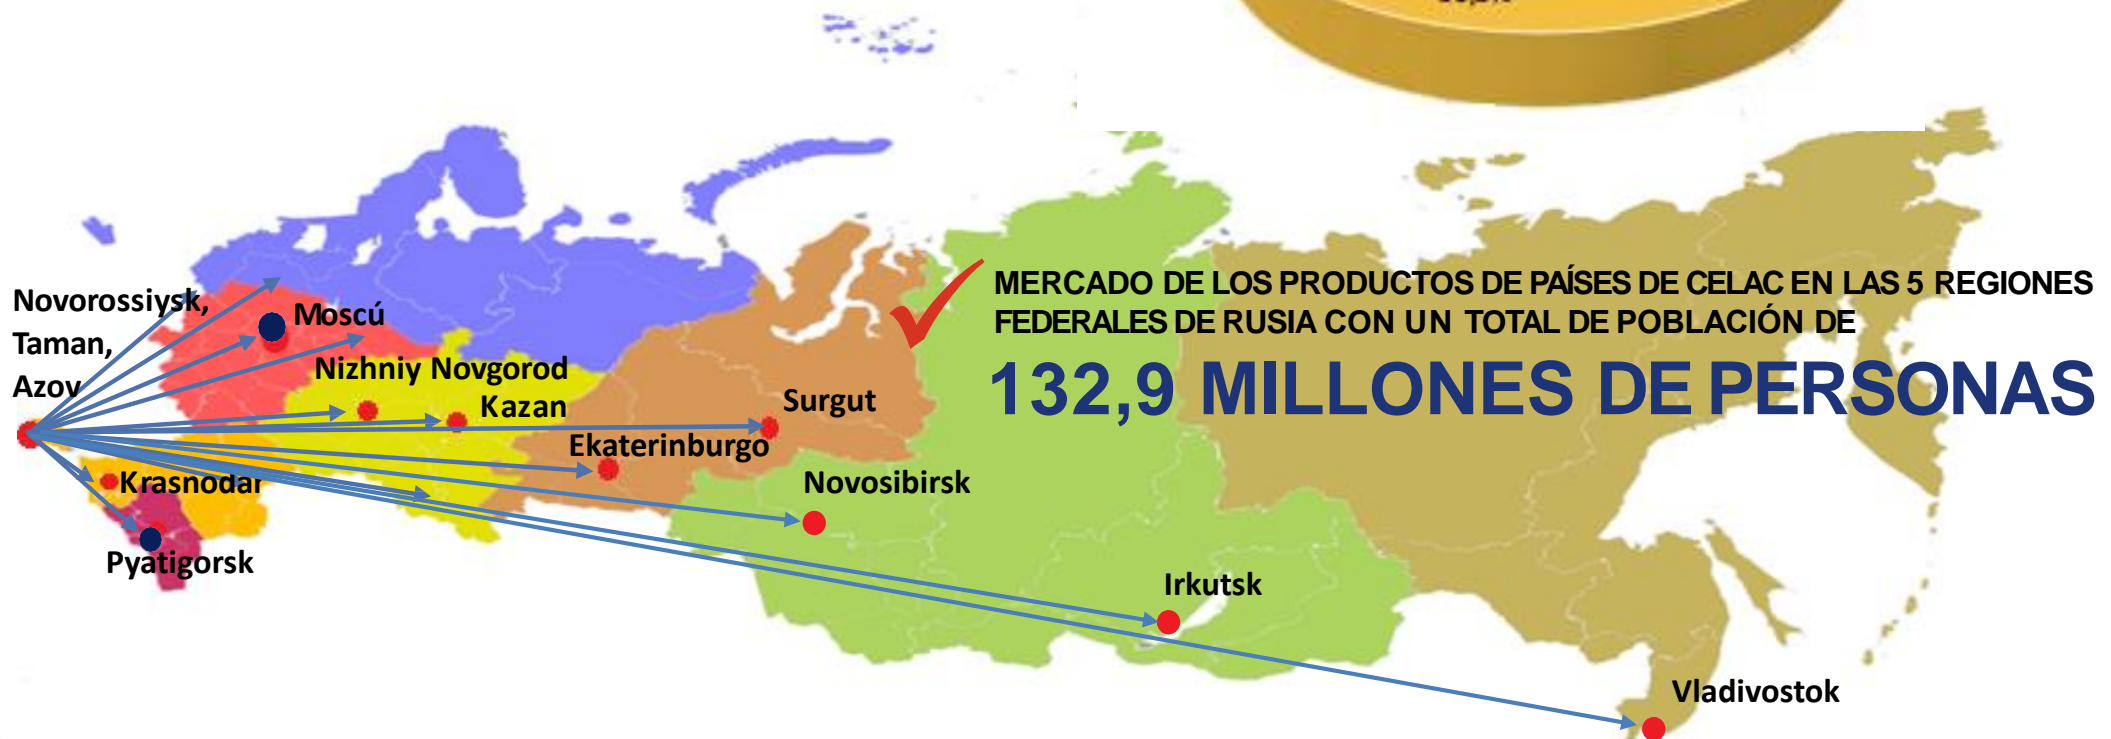 MERCADO DE LOS PRODUCTOS DE PAÍSES DE CELAC EN LAS 5 REGIONES
FEDERALES DE RUSIA CON UN TOTAL DE POBLACIÓN DE
132,9 MILLONES DE PERSONAS
Novorossiysk,
Taman,
Azov
Moscú
Nizhniy Novgorod
Kazan
Surgut
Ekaterinburgo
Krasnodar
Novosibirsk
Pyatigorsk
Irkutsk
Vladivostok